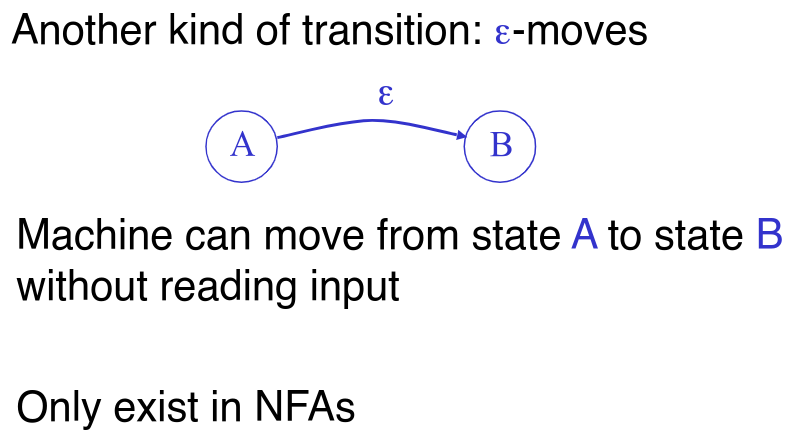 Another kind of transition: ε-moves
ε
A
B
Machine can move from state A to state B
without reading input
Only exist in NFAs